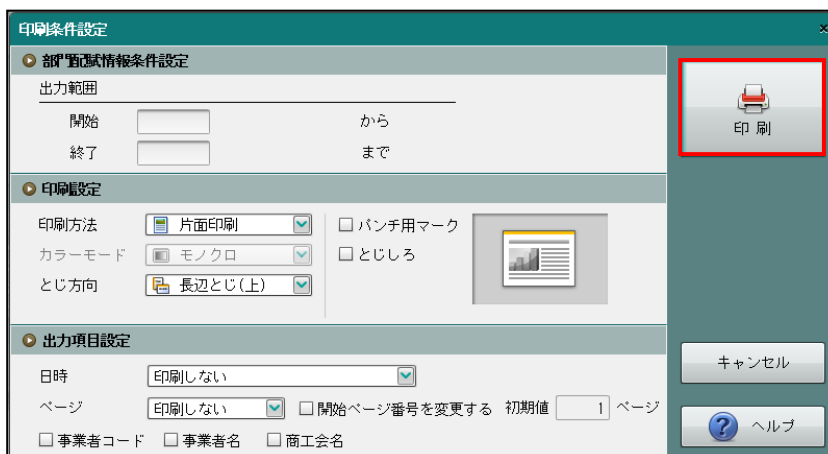 印刷条件設定
部門配賦情報条件設定
出力範囲
開始 から
終了 まで
印刷
印刷設定
印刷方法 片面印刷 パンチ用マーク
カラーモード モノクロ とじしろ
とじ方向 長辺とじ(上)
出力項目設定
日時 印刷しない
ページ 印刷しない 開始ページ番号を変更する 初期値 1 ページ
事業者コード 事業者名 商工会名
キャンセル
ヘルプ